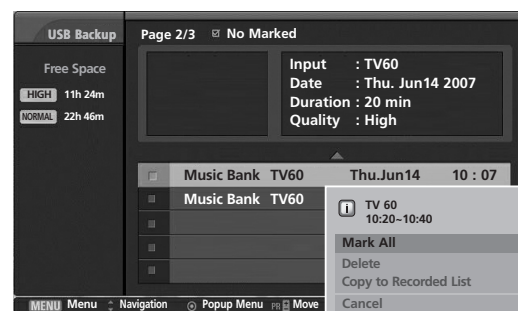 USB Backup
Page 2/3 No Marked
Free Space
HIGH 11h 24m
NORMAL 22h 46m
Input : TV60
Date : Thu. Jun14 2007
Duration : 20 min
Quality : High
Music Bank TV60 Thu.Jun14 10 : 07
Music Bank TV60
i TV 60
10:20~10:40
Mark All
Delete
Copy to Recorded List
Cancel
MENU Menu Navigation Popup Menu PR Move